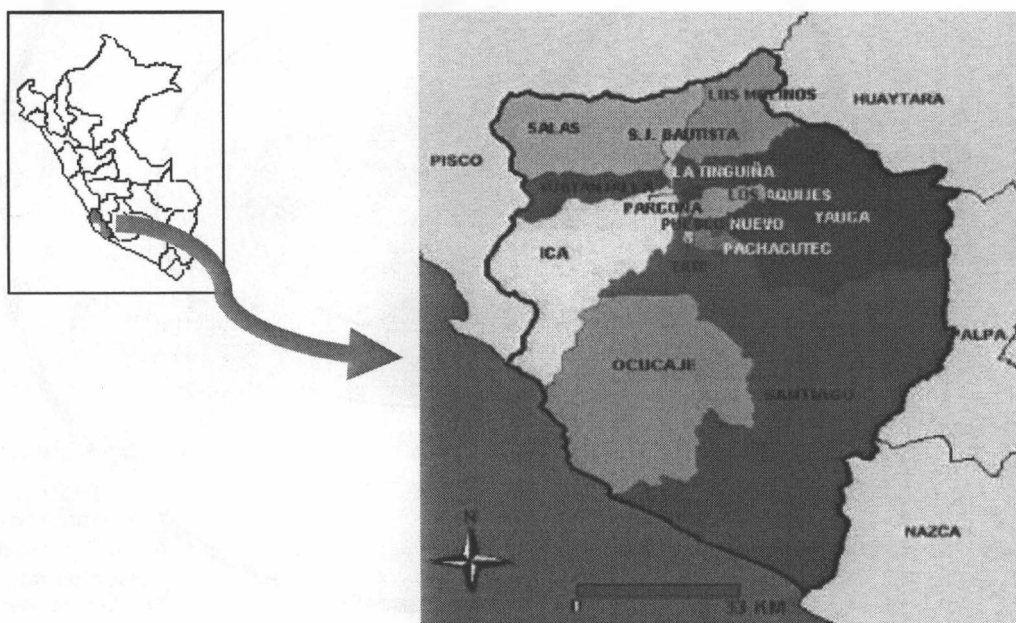 LOS MOLINOS
HUAYTARA
SALAS
S.J. BAUTISTA
PISCO
LA TINGUIÑA
LOS AQUIJES
PARCONA
PUEBLO NUEVO
YAUCA
ICA
PACHACUTEC
TATE
PALPA
OCUCAJE
SANTIAGO
N
NAZCA
33 KM